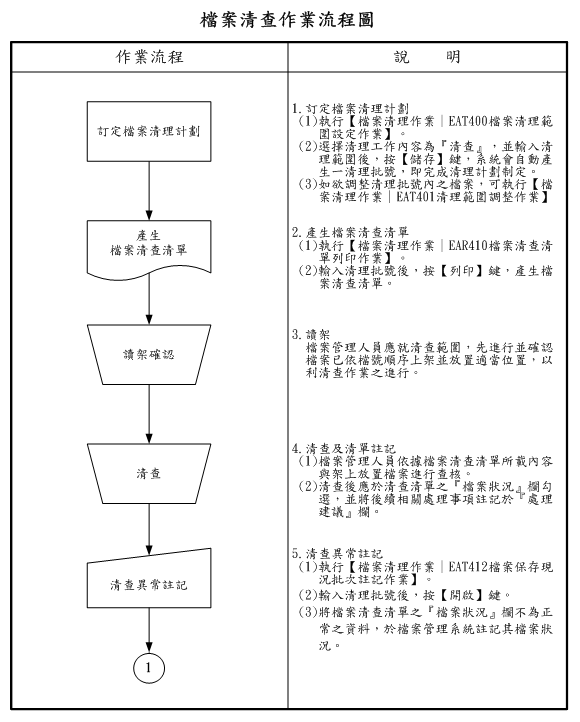 檔案清查作業流程圖
作業流程
說　明
訂定檔案清理計劃
產生
檔案清查清單
讀架確認
清查
清查異常註記
1
1.訂定檔案清理計劃
(1)執行【檔案清理作業│EAT400檔案清理範
圍設定作業】。
(2)選擇清理工作內容為『清查』，並輸入清
理範圍後，按【儲存】鍵，系統會自動產
生一清理批號，即完成清理計劃制定。
(3)如欲調整清理批號內之檔案，可執行【檔
案清理作業│EAT401清理範圍調整作業】
2.產生檔案清查清單
(1)執行【檔案清理作業│EAR410檔案清查清
單列印作業】。
(2)輸入清理批號後，按【列印】鍵，產生檔
案清查清單。
3.讀架
檔案管理人員應就清查範圍，先進行並確認
檔案已依檔號順序上架並放置適當位置，以
利清查作業之進行。
4.清查及清單註記
(1)檔案管理人員依據檔案清查清單所載內容
與架上放置檔案進行查核。
(2)清查後應於清查清單之『檔案狀況』欄勾
選，並將後續相關處理事項註記於『處理
建議』欄。
5.清查異常註記
(1)執行【檔案清理作業│EAT412檔案保存現
況批次註記作業】。
(2)輸入清理批號後，按【開啟】鍵。
(3)將檔案清查清單之『檔案狀況』欄不為正
常之資料，於檔案管理系統註記其檔案狀
況。